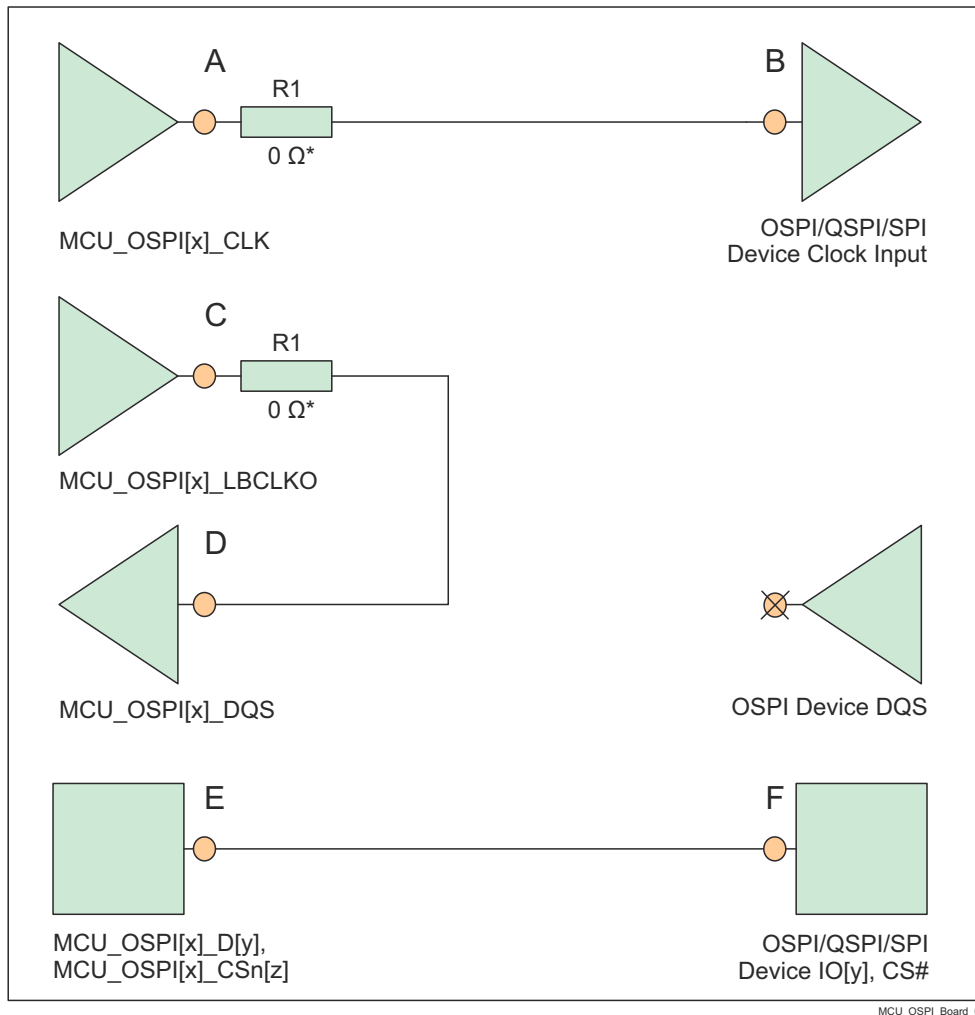 A
B
R1
0 Ω*
MCU_OSPI[x]_CLK
OSPI/QSPI/SPI
Device Clock Input
C
R1
0 Ω*
MCU_OSPI[x]_LBCLKO
D
MCU_OSPI[x]_DQS
OSPI Device DQS
E
F
MCU_OSPI[x]_D[y],
MCU_OSPI[x]_CSn[z]
OSPI/QSPI/SPI
Device IO[y], CS#
MCU_OSPI_Board